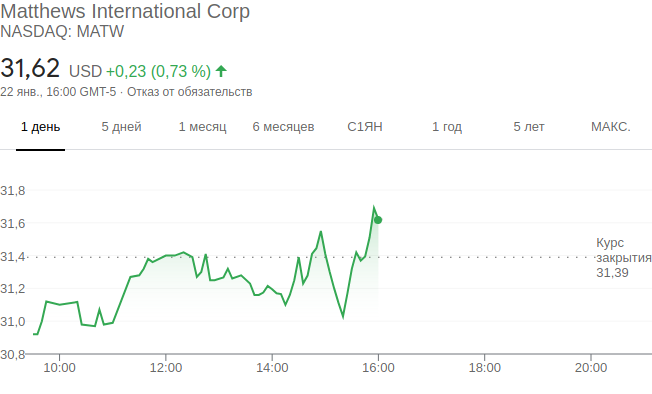 Matthews International Corp
NASDAQ: MATW
31,62 USD +0,23 (0,73 %)
22 янв., 16:00 GMT-5 · Отказ от обязательств
1 день 5 дней 1 месяц 6 месяцев С1ЯН 1 год 5 лет МАКС.
31,8
31,6
31,4
31,2
31,0
30,8
Курс
закрытия
31,39
10:00 12:00 14:00 16:00 18:00 20:00